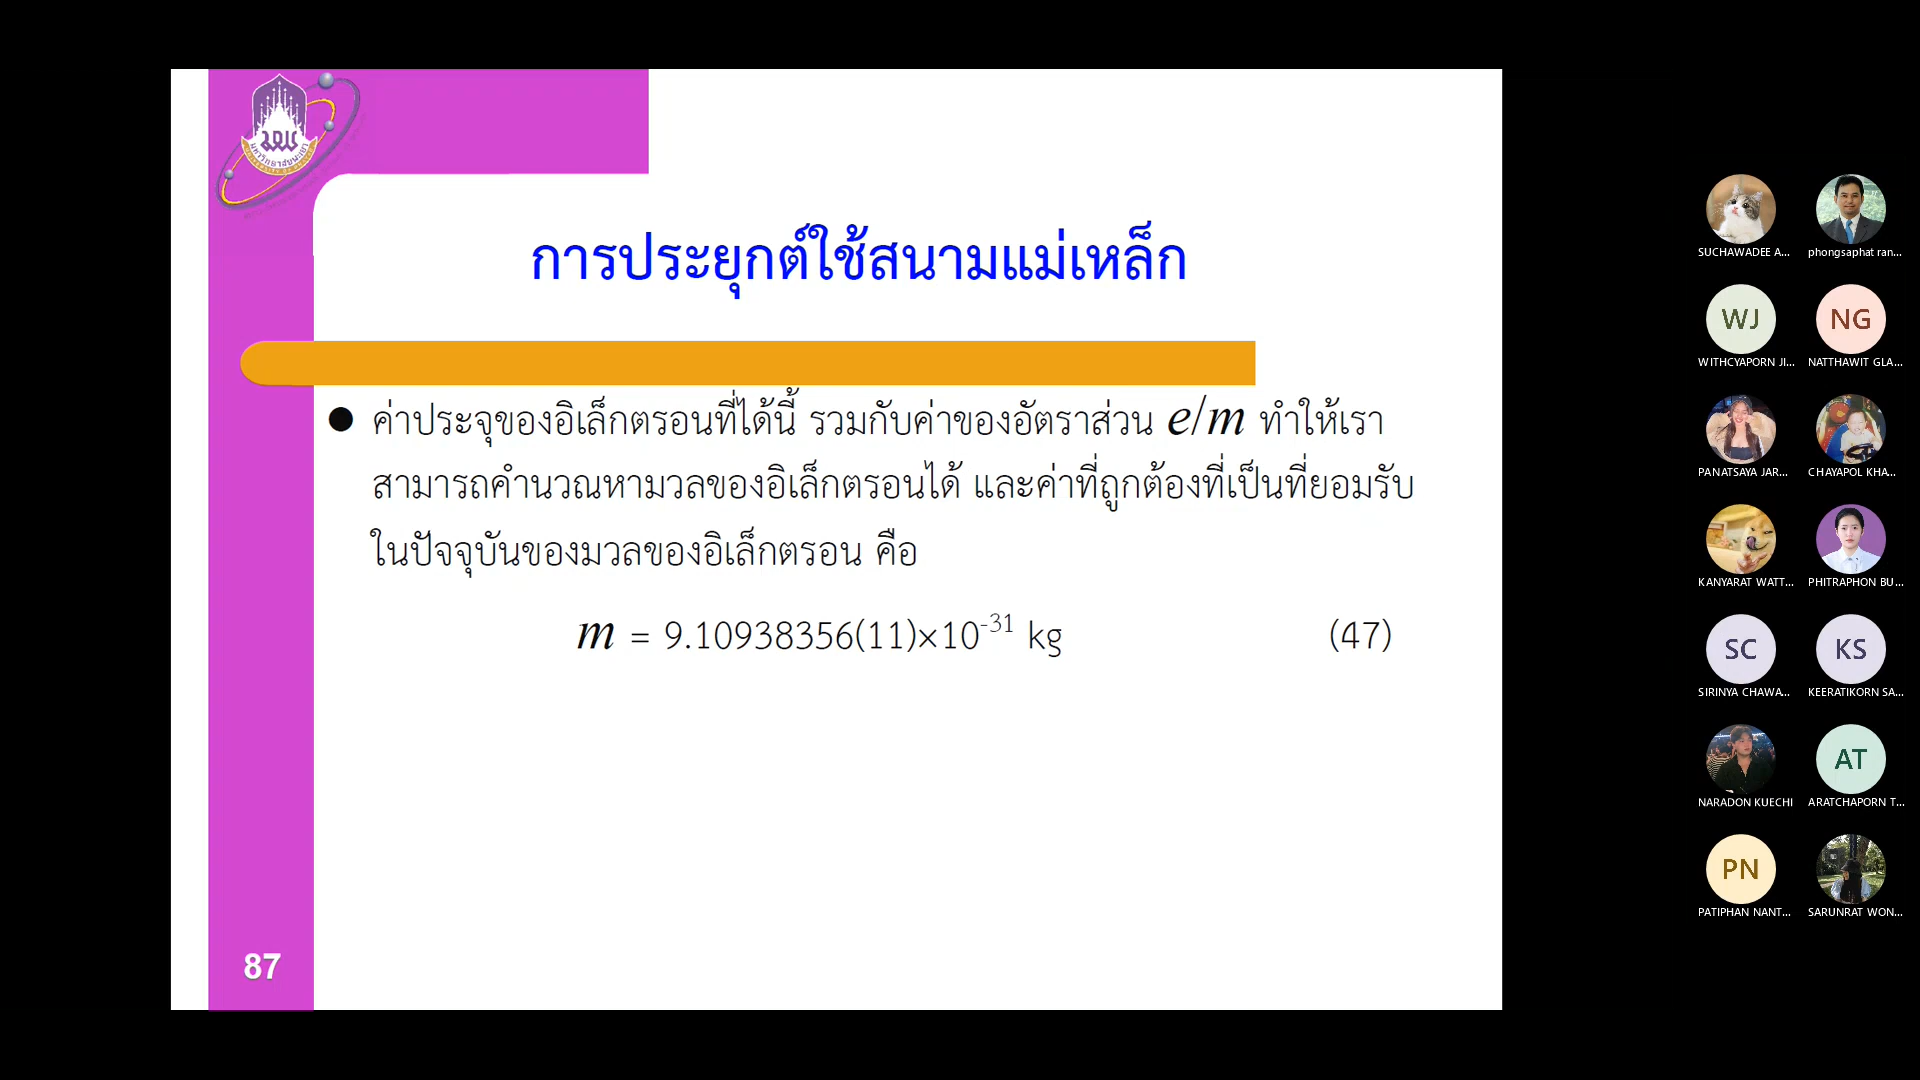 การประยุกต์ใช้สนามแม่เหล็ก
ค่าประจุของอิเล็กตรอนที่ได้นี้ รวมกับค่าของอัตราส่วน e/m ทำให้เรา
สามารถคำนวณหามวลของอิเล็กตรอนได้ และค่าที่ถูกต้องที่เป็นที่ยอมรับ
ในปัจจุบันของมวลของอิเล็กตรอน คือ
m = 9.10938356(11)×10⁻³¹ kg (47)
87
SUCHAWADEE A...
phongsaphat ran...
WJ
NG
WITHCYAPORN JI...
NATTHAWIT GLA...
PANATSAYA JAR...
CHAYAPOL KHA...
KANYARAT WATT...
PHITRAPHON BU...
SC
KS
SIRINYA CHAWA...
KEERATIKORN SA...
AT
NARADON KUECHI
ARATCHAPORN T...
PN
PATIPHAN NANT...
SARUNRAT WON...